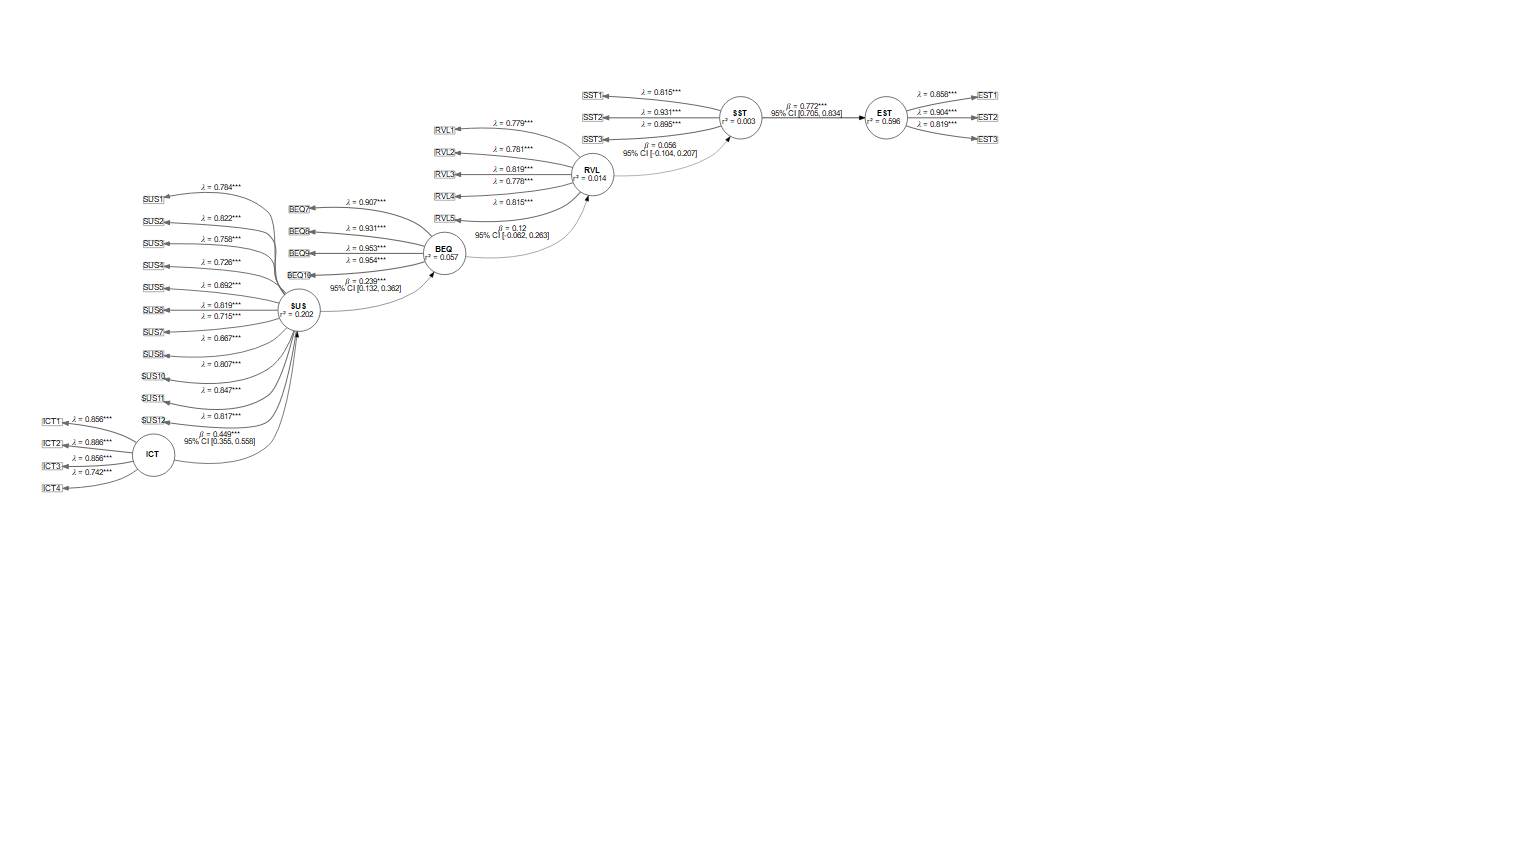 SST1
λ = 0.815***
SST2
λ = 0.931***
SST3
λ = 0.895***
SST
r² = 0.003
β = 0.772***
95% CI [0.705, 0.834]
EST
r² = 0.596
λ = 0.858***
EST1
λ = 0.904***
EST2
λ = 0.819***
EST3
RVL1
λ = 0.779***
RVL2
λ = 0.781***
RVL3
λ = 0.819***
RVL4
λ = 0.778***
RVL5
λ = 0.815***
RVL
r² = 0.014
β = 0.056
95% CI [-0.104, 0.207]
BEQ7
λ = 0.907***
BEQ8
λ = 0.931***
BEQ9
λ = 0.953***
BEQ10
λ = 0.954***
BEQ
r² = 0.057
β = 0.12
95% CI [-0.062, 0.263]
SUS1
λ = 0.784***
SUS2
λ = 0.822***
SUS3
λ = 0.758***
SUS4
λ = 0.726***
SUS5
λ = 0.692***
SUS6
λ = 0.819***
SUS7
λ = 0.715***
SUS8
λ = 0.667***
SUS10
λ = 0.807***
SUS11
λ = 0.847***
SUS12
λ = 0.817***
SUS
r² = 0.202
β = 0.239***
95% CI [0.132, 0.362]
ICT1
λ = 0.856***
ICT2
λ = 0.886***
ICT3
λ = 0.856***
ICT4
λ = 0.742***
ICT
β = 0.449***
95% CI [0.355, 0.558]